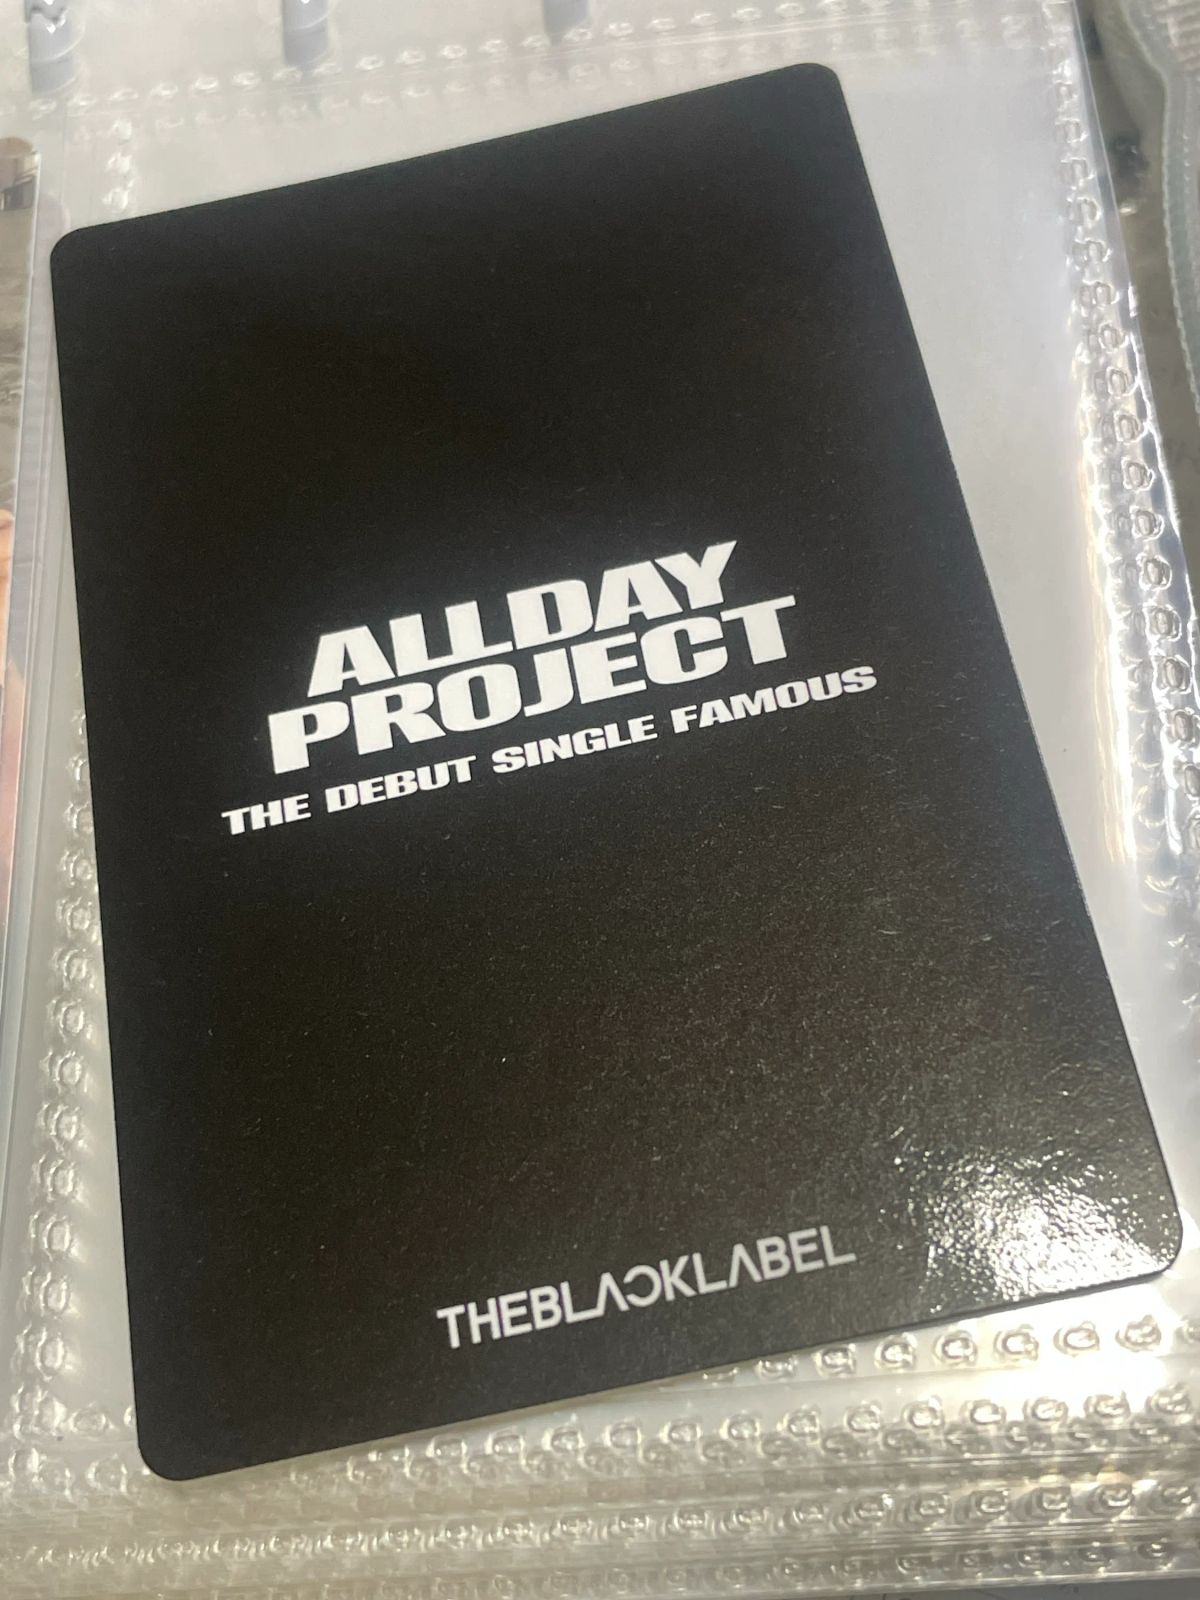 ALLDAY
PROJECT
THE DEBUT SINGLE FAMOUS
THEBLACKLABEL